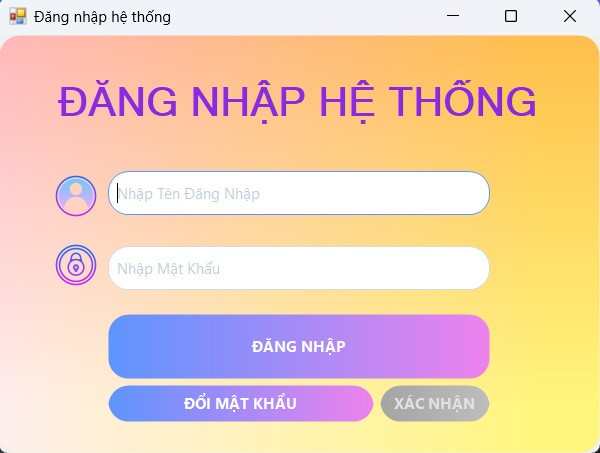 Đăng nhập hệ thống
ĐĂNG NHẬP HỆ THỐNG
Nhập Tên Đăng Nhập
Nhập Mật Khẩu
ĐĂNG NHẬP
ĐỔI MẬT KHẨU XÁC NHẬN